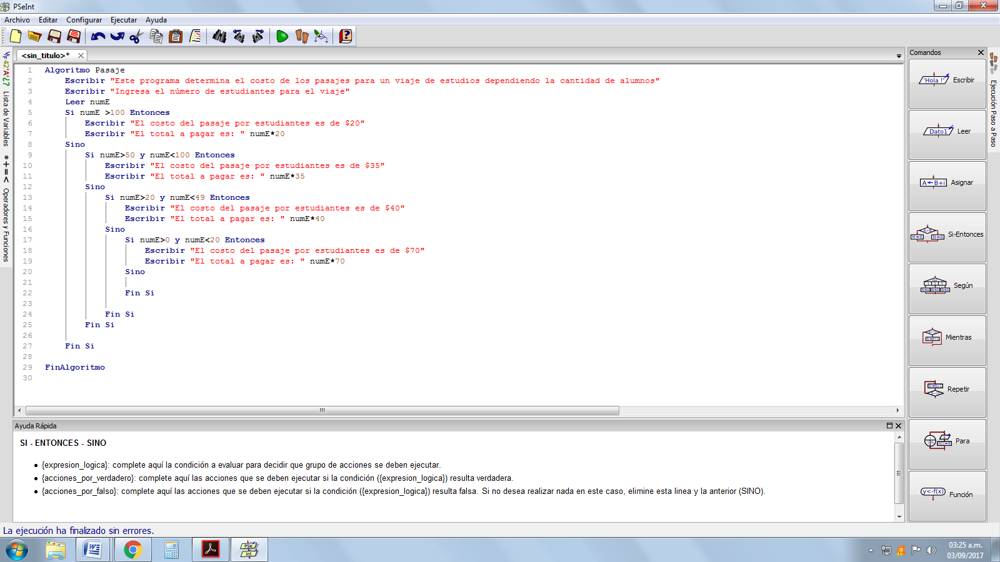 PSeInt
Archivo Editar Configurar Ejecutar Ayuda
<sin_titulo>*
1 Algoritmo Pasaje
2 Escribir "Este programa determina el costo de los pasajes para un viaje de estudios dependiendo la cantidad de alumnos"
3 Escribir "Ingresa el número de estudiantes para el viaje"
4 Leer numE
5 Si numE >100 Entonces
6 Escribir "El costo del pasaje por estudiantes es de $20"
7 Escribir "El total a pagar es: " numE*20
8 Sino
9 Si numE>50 y numE<100 Entonces
10 Escribir "El costo del pasaje por estudiantes es de $35"
11 Escribir "El total a pagar es: " numE*35
12 Sino
13 Si numE>20 y numE<49 Entonces
14 Escribir "El costo del pasaje por estudiantes es de $40"
15 Escribir "El total a pagar es: " numE*40
16 Sino
17 Si numE>0 y numE<20 Entonces
18 Escribir "El costo del pasaje por estudiantes es de $70"
19 Escribir "El total a pagar es: " numE*70
20 Sino
21
22 Fin Si
23
24 Fin Si
25 Fin Si
26
27 Fin Si
28
29 FinAlgoritmo
30
Lista de Variables
*+=< Operadores y Funciones
Comandos
'Hola !' Escribir
Dato1 Leer
A←B+i Asignar
Si-Entonces
Según
Mientras
Repetir
Para
y<-f(x) Función
Ejecución Paso a Paso
Ayuda Rápida
SI - ENTONCES - SINO
• {expresion_logica}: complete aquí la condición a evaluar para decidir que grupo de acciones se deben ejecutar.
• {acciones_por_verdadero}: complete aquí las acciones que se deben ejecutar si la condición ({expresion_logica}) resulta verdadera.
• {acciones_por_falso}: complete aquí las acciones que se deben ejecutar si la condición ({expresion_logica}) resulta falsa. Si no desea realizar nada en este caso, elimine esta linea y la anterior (SINO).
La ejecución ha finalizado sin errores.
PSe
Int
03:25 a.m.
03/09/2017